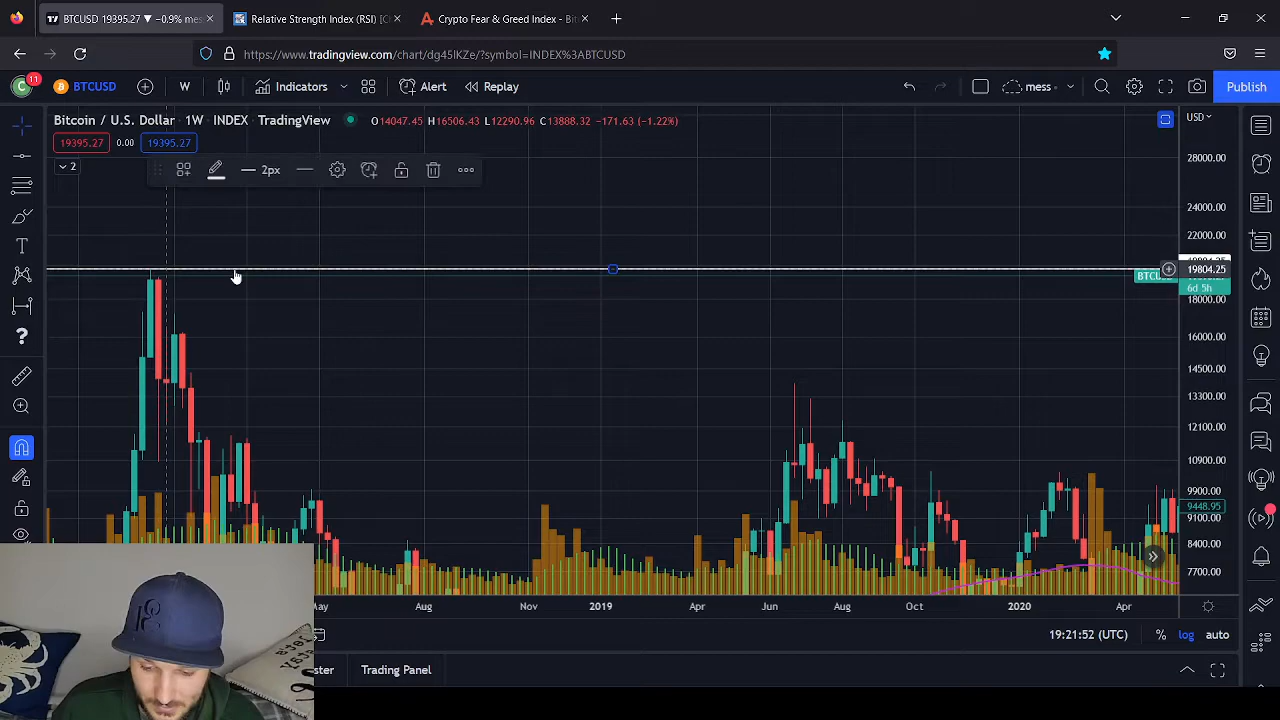 BTCUSD 19395.27 ▼ −0.9% mes
Relative Strength Index (RSI) [C
Crypto Fear & Greed Index - Bit
https://www.tradingview.com/chart/dg45lKZe/?symbol=INDEX%3ABTCUSD
C 11 BTCUSD W Indicators Alert Replay mess Publish
Bitcoin / U.S. Dollar · 1W · INDEX · TradingView O14047.45 H16506.43 L12290.96 C13888.32 −171.63 (−1.22%) USD
19395.27 0.00 19395.27
2 2px
28000.00
24000.00
22000.00
19804.25
6d 5h
18000.00
16000.00
14500.00
13300.00
12100.00
10900.00
9900.00
9448.95
9100.00
8400.00
7700.00
May Aug Nov 2019 Apr Jun Aug Oct 2020 Apr
19:21:52 (UTC) % log auto
Trading Panel